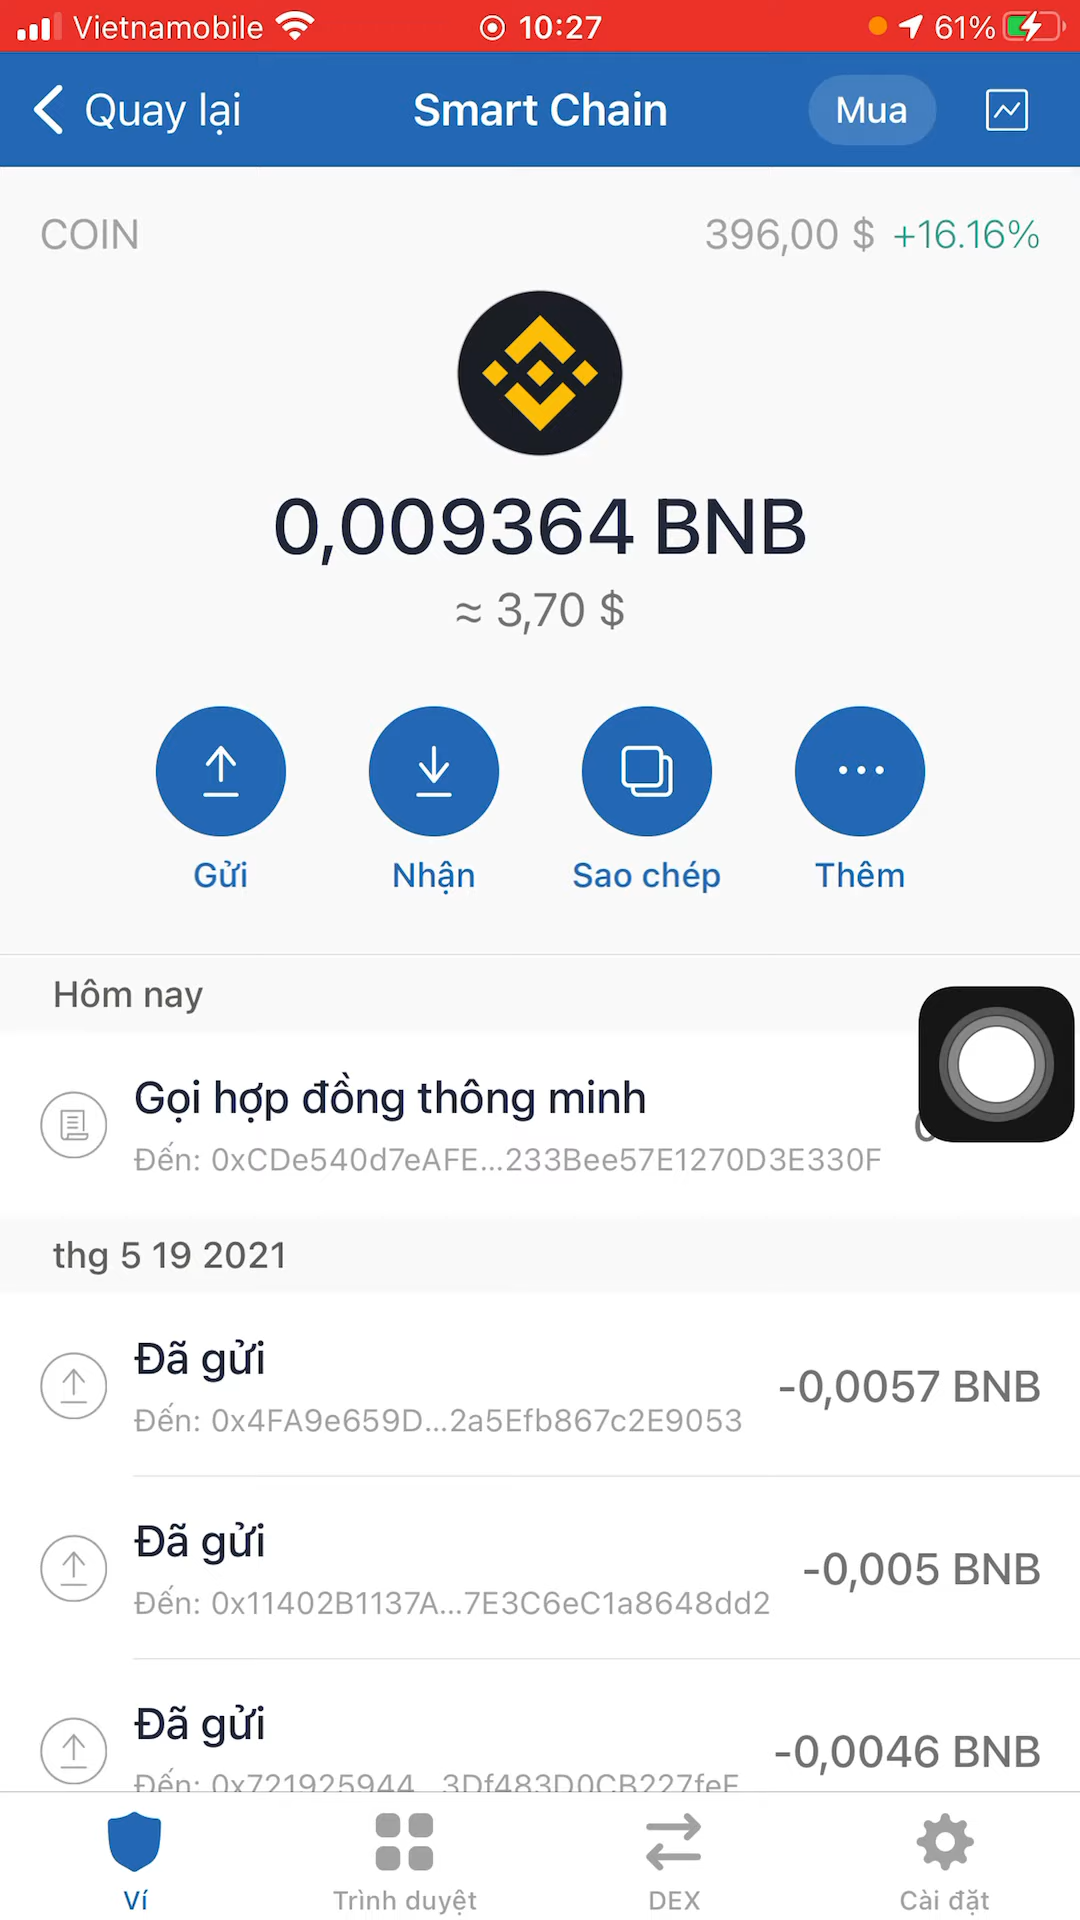 Vietnamobile 10:27 61%
Quay lại Smart Chain Mua
COIN 396,00 $ +16.16%
0,009364 BNB
≈ 3,70 $
Gửi Nhận Sao chép Thêm
Hôm nay
Gọi hợp đồng thông minh
Đến: 0xCDe540d7eAFE...233Bee57E1270D3E330F
thg 5 19 2021
Đã gửi
-0,0057 BNB
Đến: 0x4FA9e659D...2a5Efb867c2E9053
Đã gửi
-0,005 BNB
Đến: 0x11402B1137A...7E3C6eC1a8648dd2
Đã gửi
-0,0046 BNB
Đến: 0x721925944...3Df483D0CB227feF
Ví Trình duyệt DEX Cài đặt